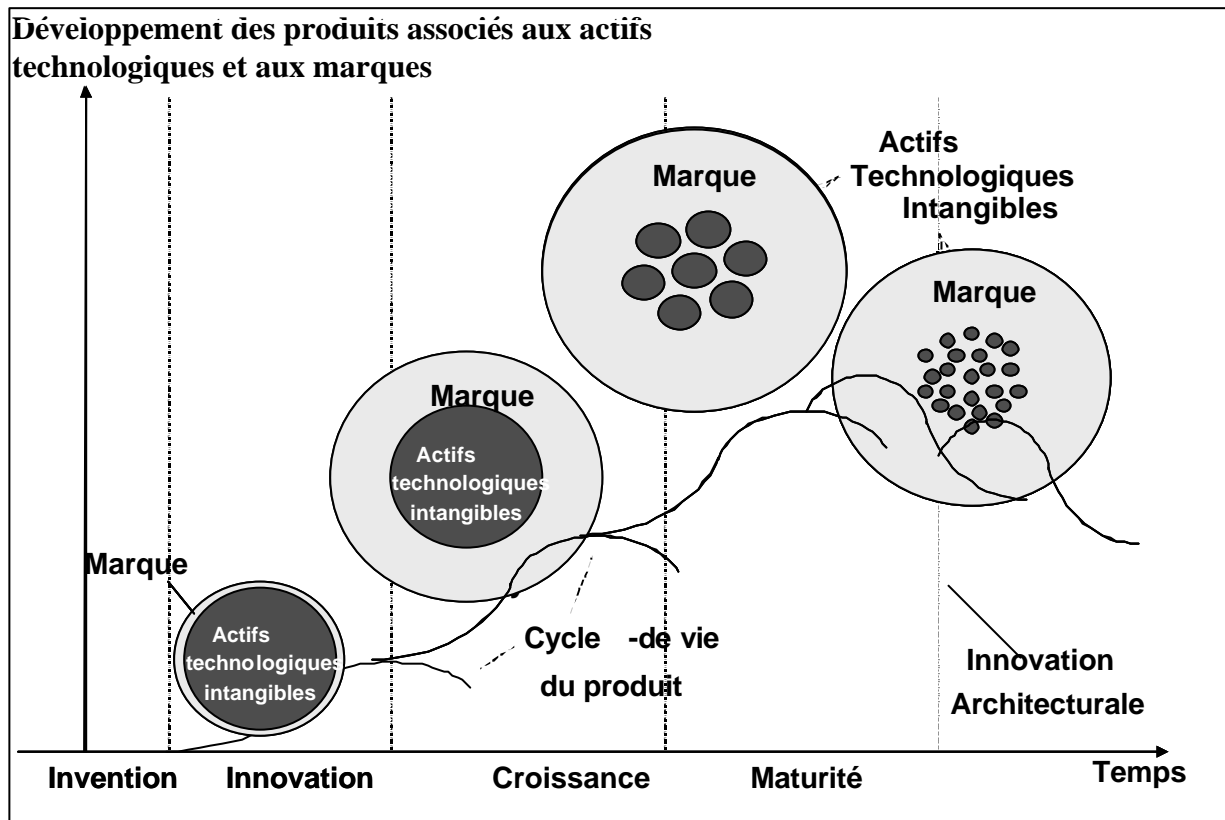 Développement des produits associés aux actifs
technologiques et aux marques
Marque
Actifs
Technologiques
Intangibles
Marque
Marque
Actifs
technologiques
intangibles
Marque
Actifs
technologiques
intangibles
Cycle -de vie
du produit
Innovation
Architecturale
Invention
Innovation
Croissance
Maturité
Temps